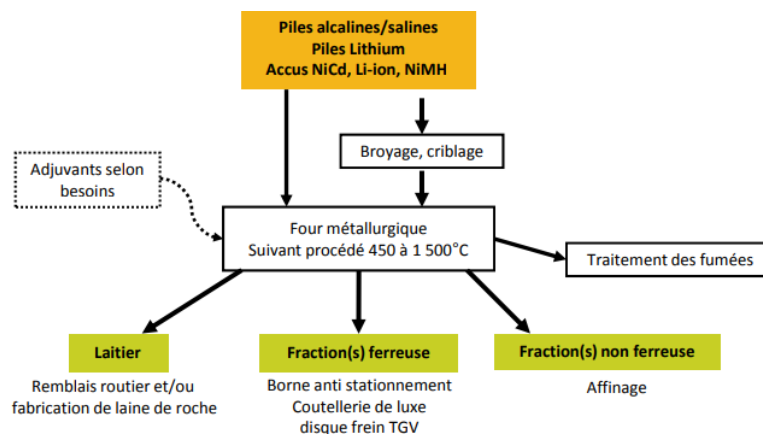 Piles alcalines/salines
Piles Lithium
Accus NiCd, Li-ion, NiMH
Broyage, criblage
Adjuvants selon
besoins
Four métallurgique
Suivant procédé 450 à 1 500°C
Traitement des fumées
Laitier
Remblais routier et/ou
fabrication de laine de roche
Fraction(s) ferreuse
Borne anti stationnement
Coutellerie de luxe
disque frein TGV
Fraction(s) non ferreuse
Affinage